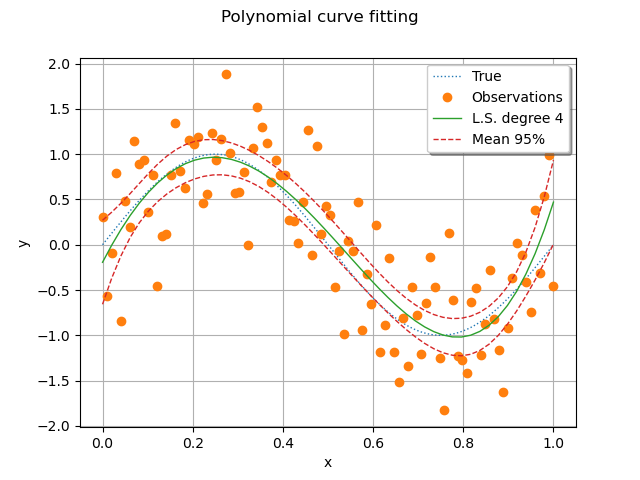 Polynomial curve fitting
2.0
1.5
1.0
0.5
0.0
−0.5
−1.0
−1.5
−2.0
y
True
Observations
L.S. degree 4
Mean 95%
0.0 0.2 0.4 0.6 0.8 1.0
x